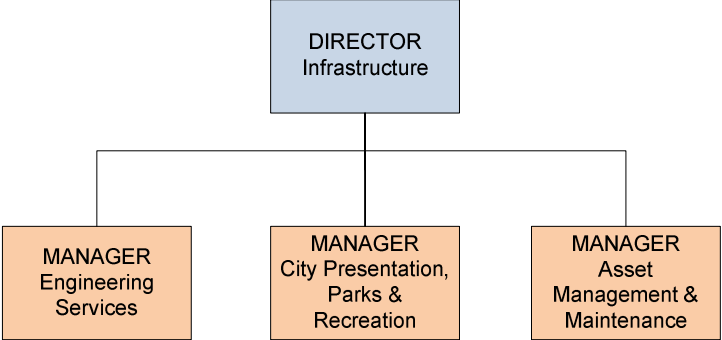 DIRECTOR
Infrastructure
MANAGER
Engineering
Services
MANAGER
City Presentation,
Parks &
Recreation
MANAGER
Asset
Management &
Maintenance